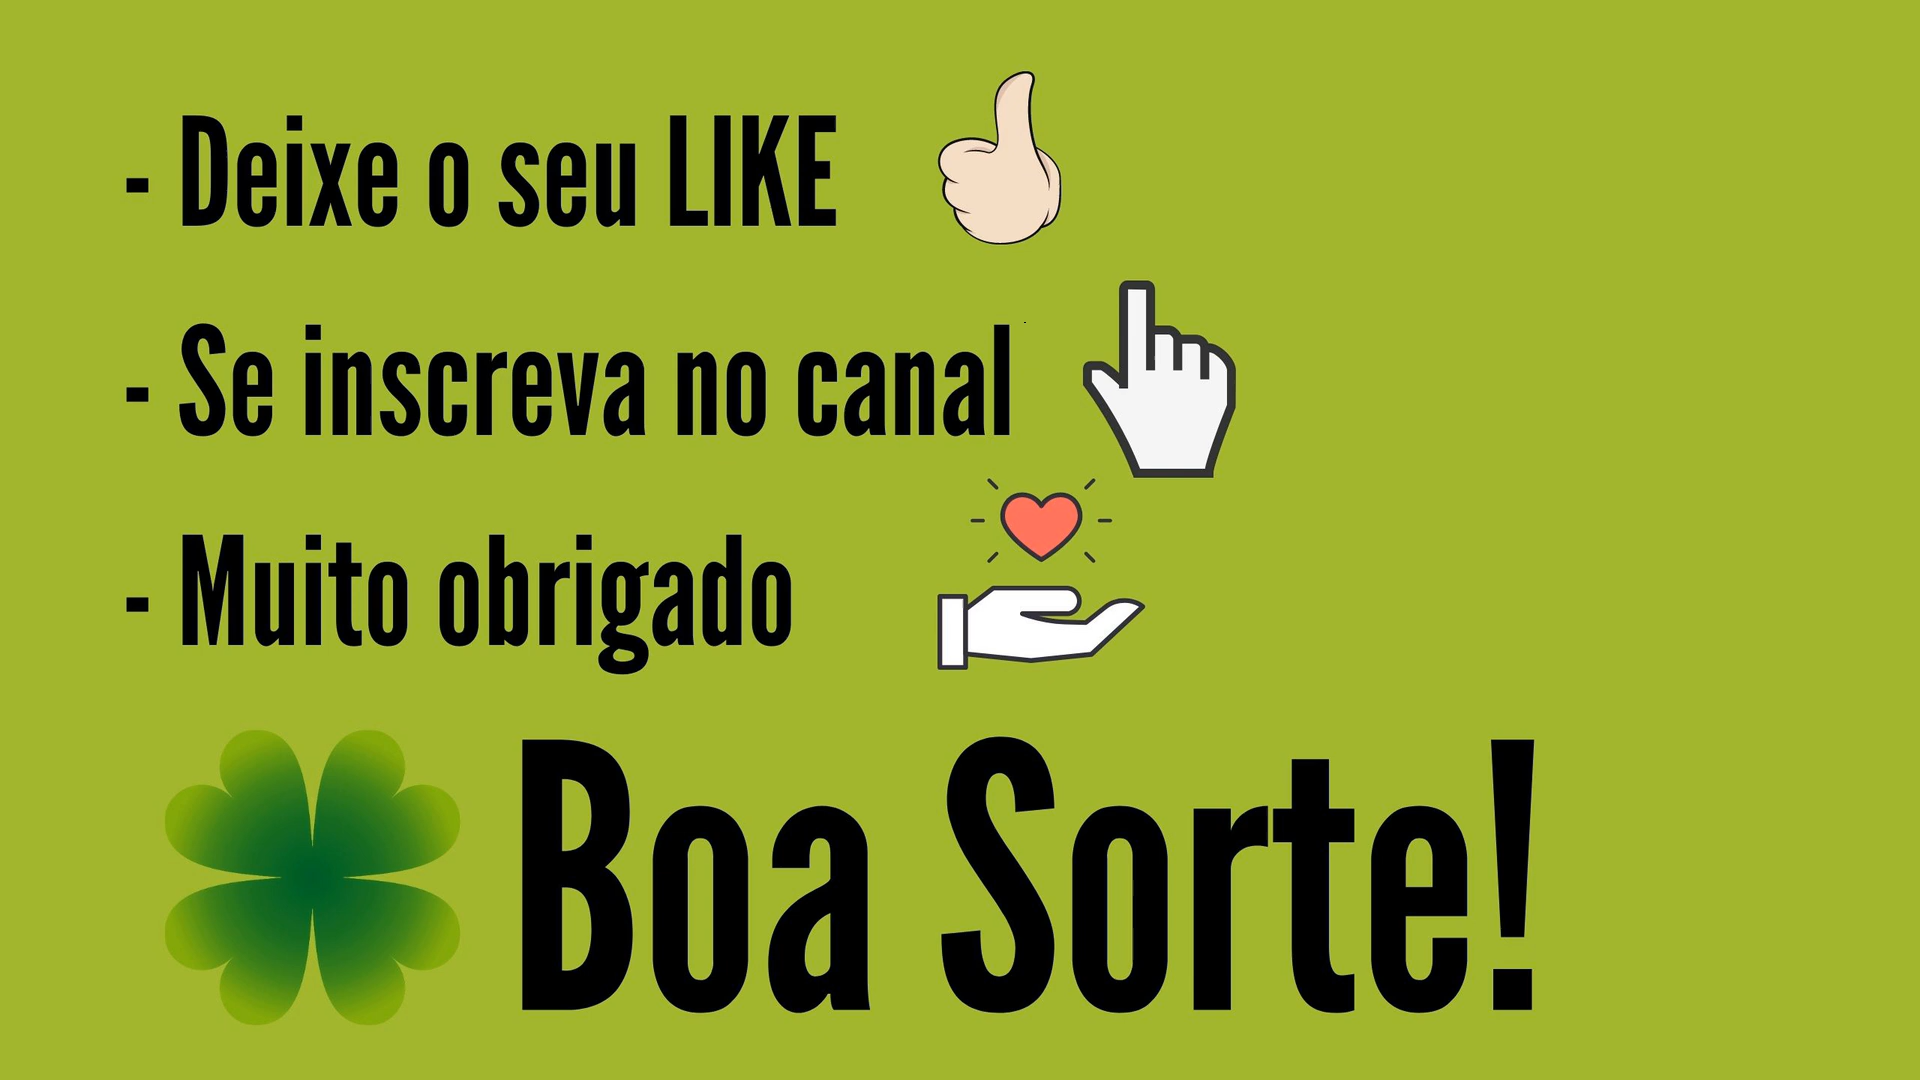 - Deixe o seu LIKE
- Se inscreva no canal
- Muito obrigado
Boa Sorte!